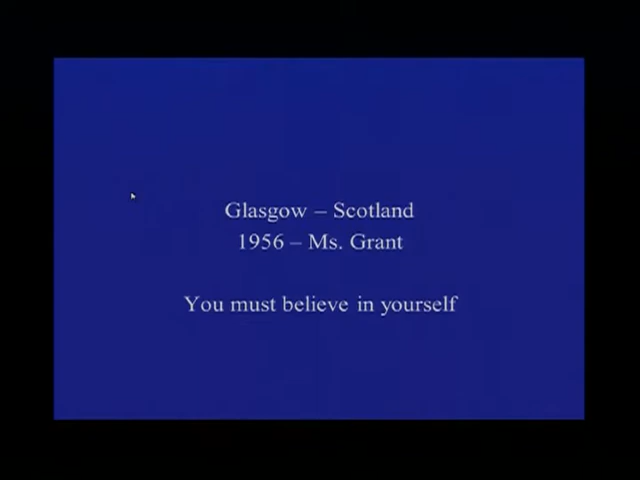 Glasgow – Scotland
1956 – Ms. Grant
You must believe in yourself